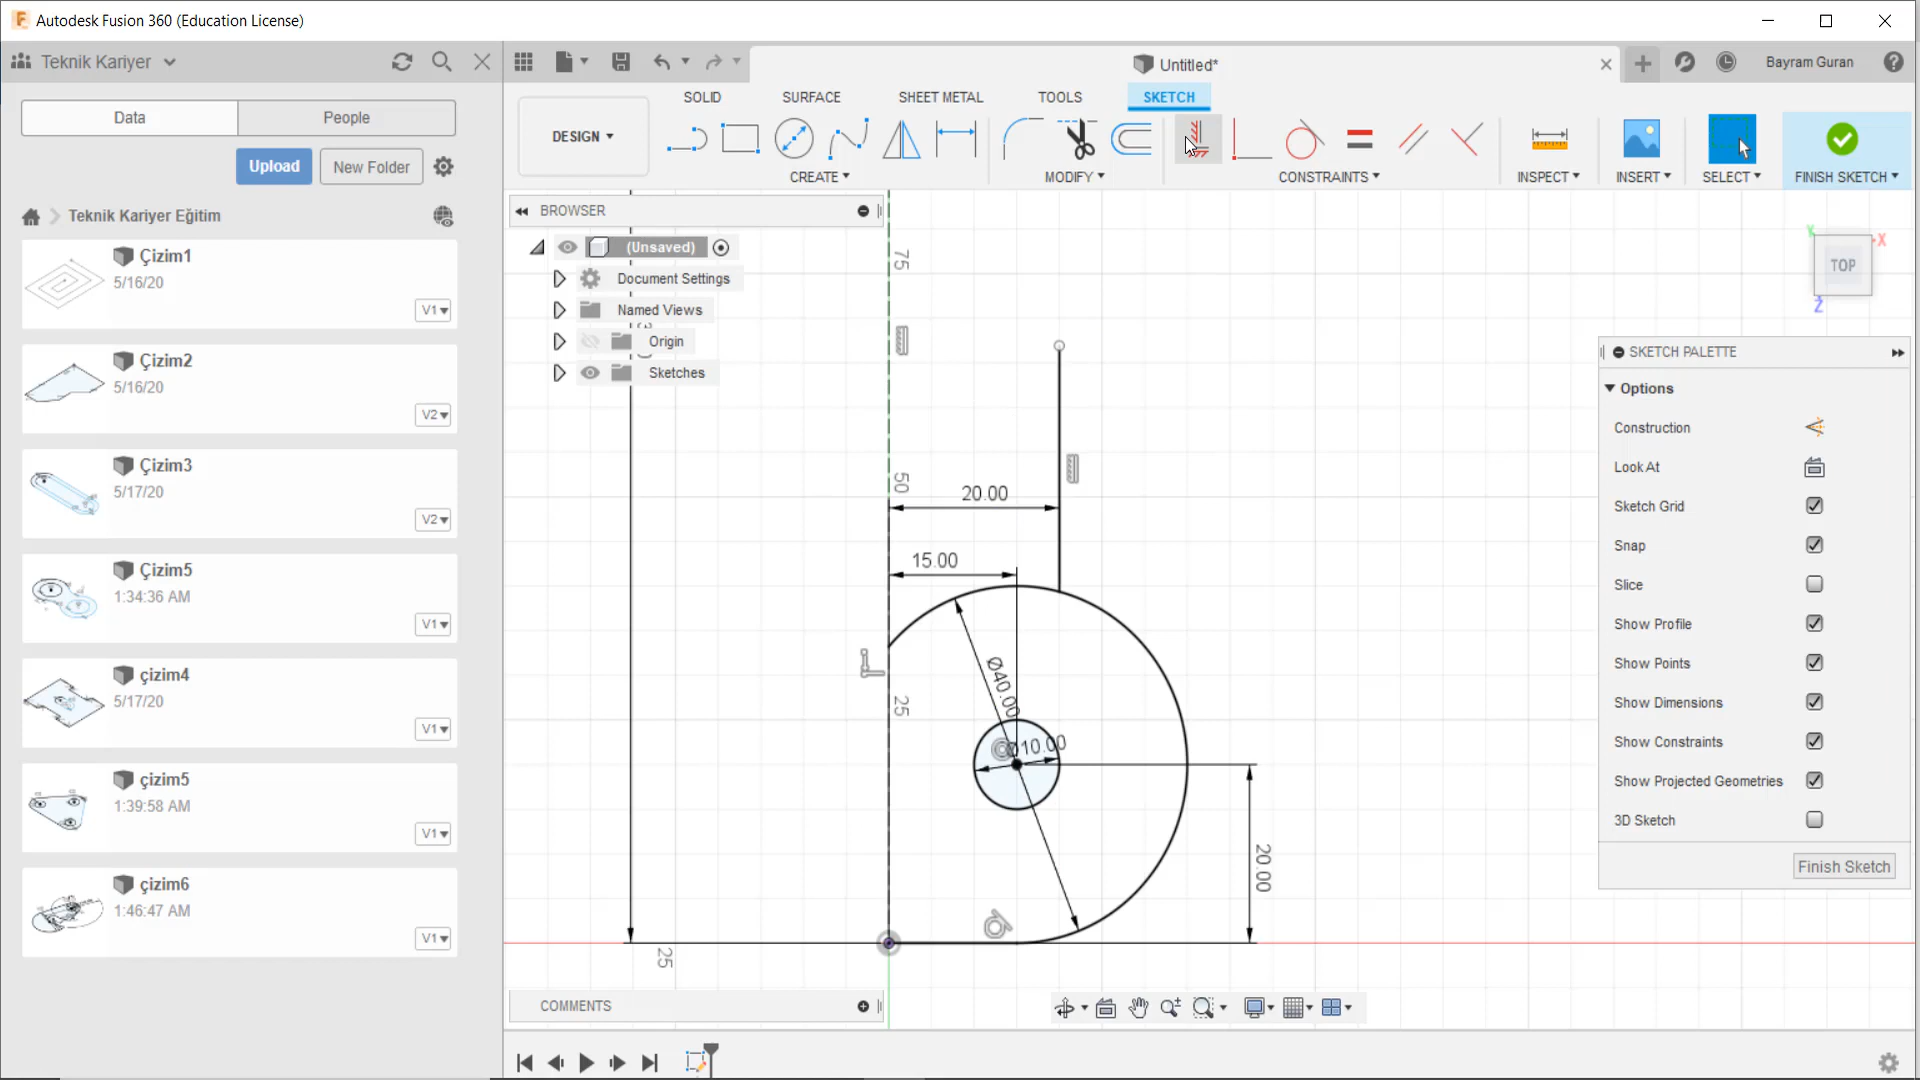 Autodesk Fusion 360 (Education License)
Teknik Kariyer
Untitled*
Bayram Guran
Data
People
Upload
New Folder
Teknik Kariyer Eğitim
Çizim1
5/16/20
V1
Çizim2
5/16/20
V2
Çizim3
5/17/20
V2
Çizim5
1:34:36 AM
V1
çizim4
5/17/20
V1
çizim5
1:39:58 AM
V1
çizim6
1:46:47 AM
V1
DESIGN
SOLID
SURFACE
SHEET METAL
TOOLS
SKETCH
CREATE
MODIFY
CONSTRAINTS
INSPECT
INSERT
SELECT
FINISH SKETCH
BROWSER
(Unsaved)
Document Settings
Named Views
Origin
Sketches
75
50
25
20.00
15.00
Ø40.00
Ø10.00
20.00
25
TOP
X
Y
Z
SKETCH PALETTE
Options
Construction
Look At
Sketch Grid
Snap
Slice
Show Profile
Show Points
Show Dimensions
Show Constraints
Show Projected Geometries
3D Sketch
Finish Sketch
COMMENTS